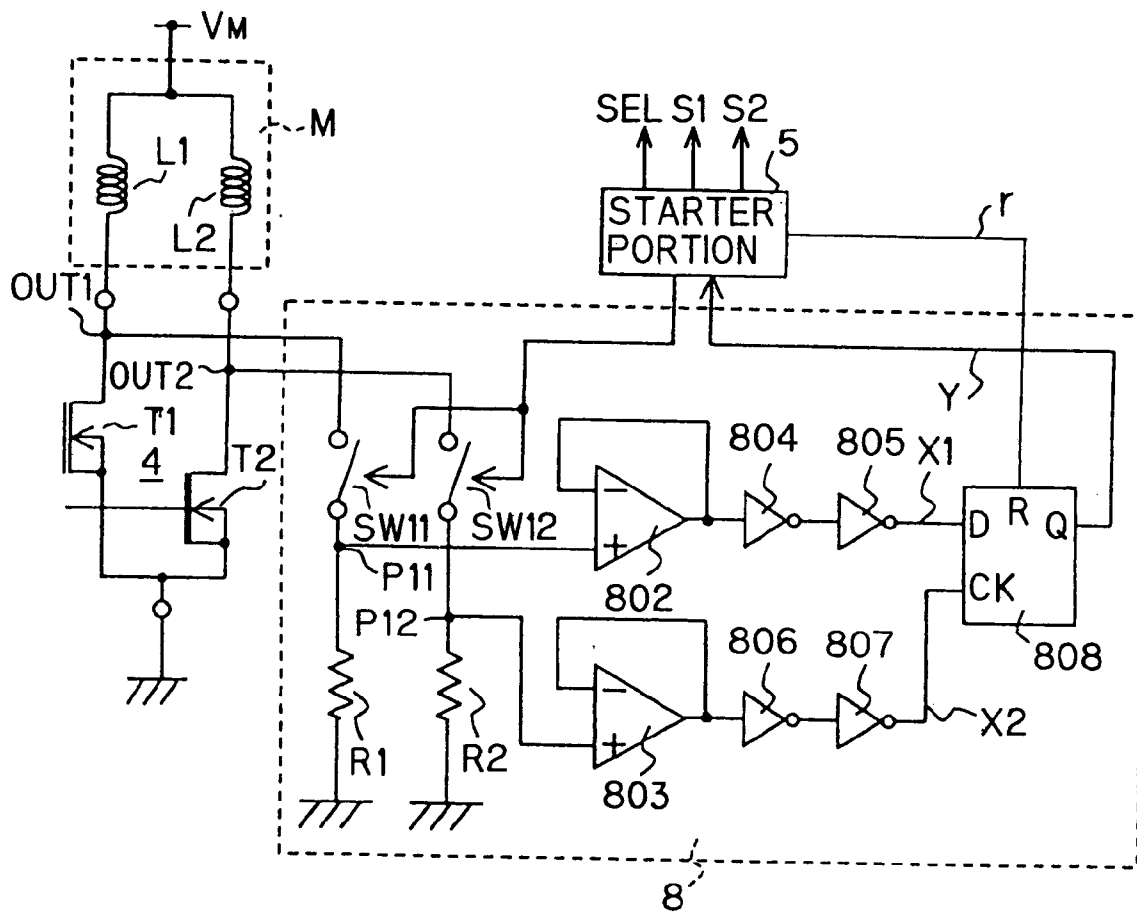 VM
SEL S1 S2
M
5
L1
STARTER
PORTION
r
L2
OUT1
OUT2
Y
T1
4
T2
804
805
X1
SW11
SW12
−
+
D
R
Q
P11
802
CK
P12
806
807
808
−
+
X2
R1
R2
803
8